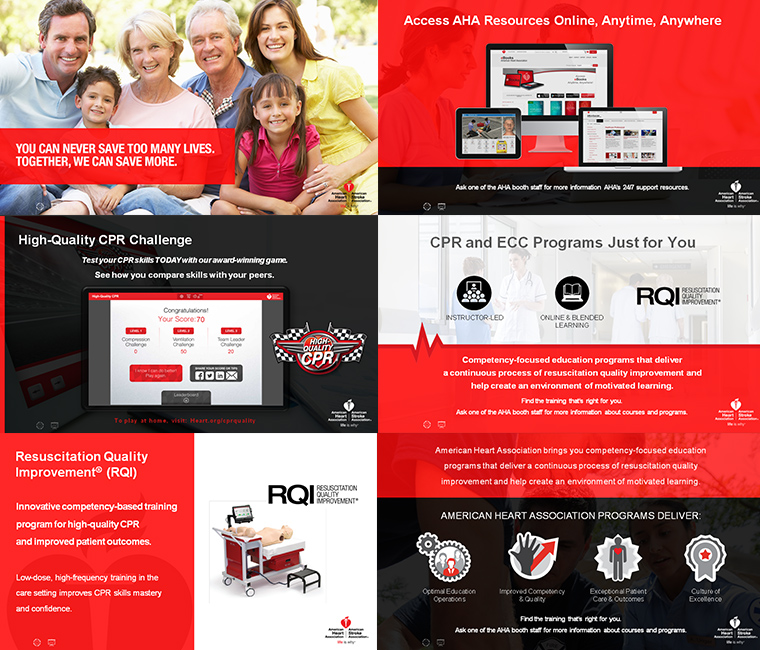 YOU CAN NEVER SAVE TOO MANY LIVES.
TOGETHER, WE CAN SAVE MORE.
American
Heart
Association®
American
Stroke
Association®
Access AHA Resources Online, Anytime, Anywhere
eBooks
Ask one of the AHA booth staff for more information AHA's 24/7 support resources.
American
Heart
Association®
American
Stroke
Association®
life is why™
High-Quality CPR Challenge
Test your CPR skills TODAY with our award-winning game.
See how you compare skills with your peers.
High-Quality CPR
Congratulations!
Your Score: 70
LEVEL 1
LEVEL 2
LEVEL 3
Compression
Challenge
Ventilation
Challenge
Team Leader
Challenge
0
50
20
I know I can do better!
Play again
SHARE YOUR SCORE OR TIPS
Leaderboard
HIGH-
QUALITY
CPR
To play at home, visit: Heart.org/cprquality
American
Heart
Association®
American
Stroke
Association®
life is why™
CPR and ECC Programs Just for You
INSTRUCTOR-LED
ONLINE & BLENDED
LEARNING
RQI RESUSCITATION
QUALITY
IMPROVEMENT®
Competency-focused education programs that deliver
a continuous process of resuscitation quality improvement and
help create an environment of motivated learning.
Find the training that's right for you.
Ask one of the AHA booth staff for more information about courses and programs.
American
Heart
Association®
American
Stroke
Association®
life is why™
Resuscitation Quality
Improvement® (RQI)
Innovative competency-based training
program for high-quality CPR
and improved patient outcomes.
Low-dose, high-frequency training in the
care setting improves CPR skills mastery
and confidence.
RQI RESUSCITATION
QUALITY
IMPROVEMENT®
American
Heart
Association®
American
Stroke
Association®
life is why™
American Heart Association brings you competency-focused education
programs that deliver a continuous process of resuscitation quality
improvement and help create an environment of motivated learning.
AMERICAN HEART ASSOCIATION PROGRAMS DELIVER:
Optimal Education
Operations
Improved Competency
& Quality
Exceptional Patient
Care & Outcomes
Culture of
Excellence
Find the training that's right for you.
Ask one of the AHA booth staff for more information about courses and programs.
American
Heart
Association®
American
Stroke
Association®
life is why™